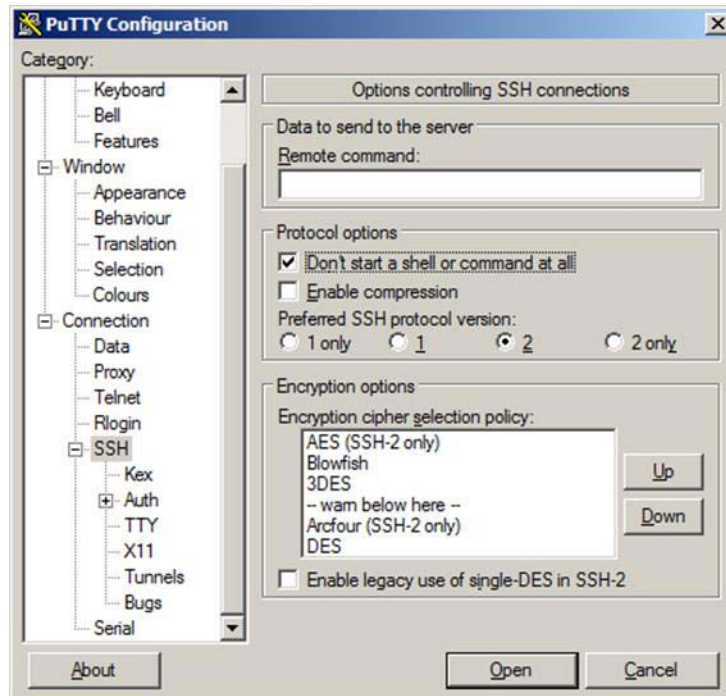 PuTTY Configuration
Category:
Keyboard
Bell
Features
Window
Appearance
Behaviour
Translation
Selection
Colours
Connection
Data
Proxy
Telnet
Rlogin
SSH
Kex
Auth
TTY
X11
Tunnels
Bugs
Serial
Options controlling SSH connections
Data to send to the server
Remote command:
Protocol options
Don't start a shell or command at all
Enable compression
Preferred SSH protocol version:
1 only 1 2 2 only
Encryption options
Encryption cipher selection policy:
AES (SSH-2 only)
Blowfish
3DES
-- warn below here --
Arcfour (SSH-2 only)
DES
Up
Down
Enable legacy use of single-DES in SSH-2
About
Open
Cancel